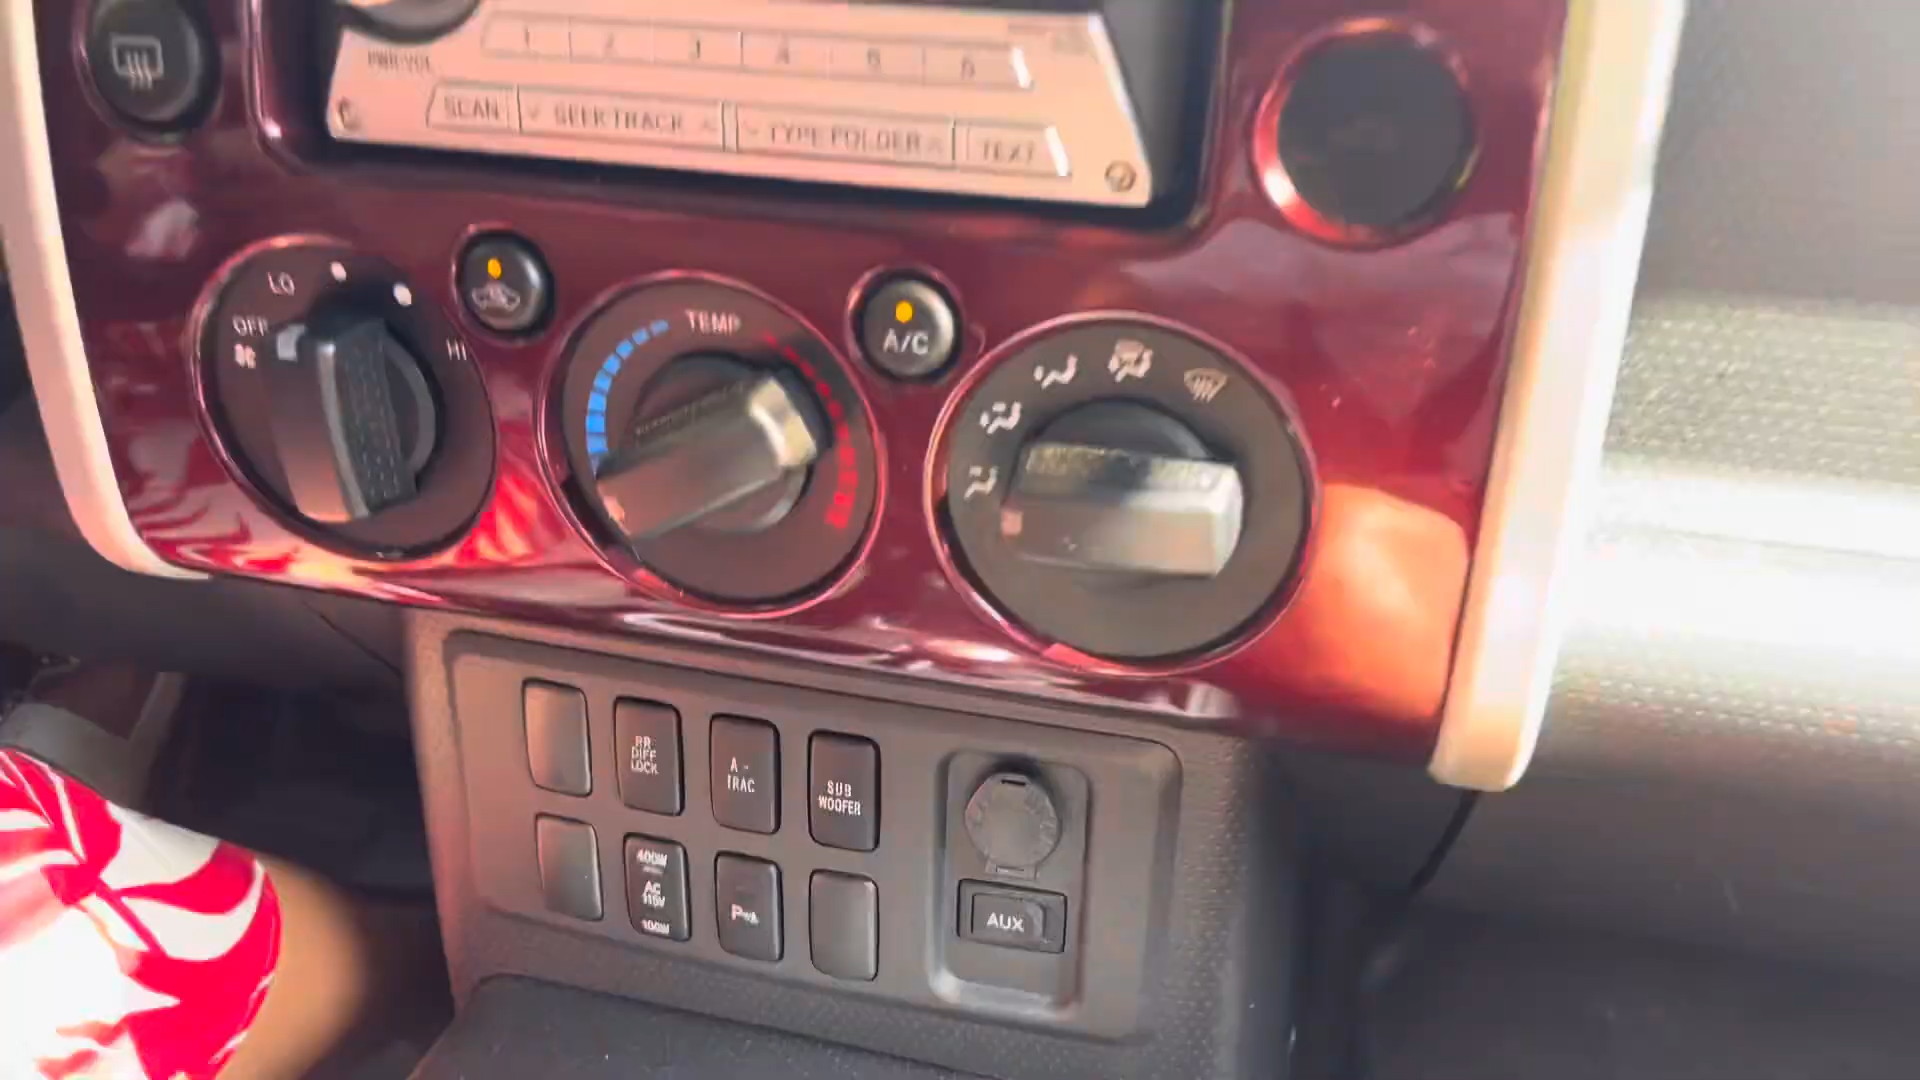 PWR·VOL
1 2 3 4 5 6
SCAN SEEK TRACK TYPE FOLDER TEXT
LO
OFF
HI
TEMP
A/C
RR
DIFF
LOCK
A -
TRAC
SUB
WOOFER
400W
AC
115V
100W
AUX